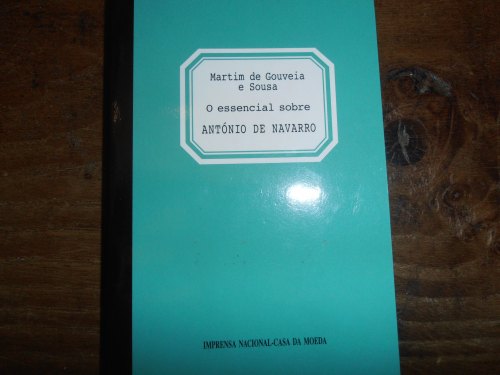 Martim de Gouveia
e Sousa
O essencial sobre
ANTÓNIO DE NAVARRO
IMPRENSA NACIONAL-CASA DA MOEDA